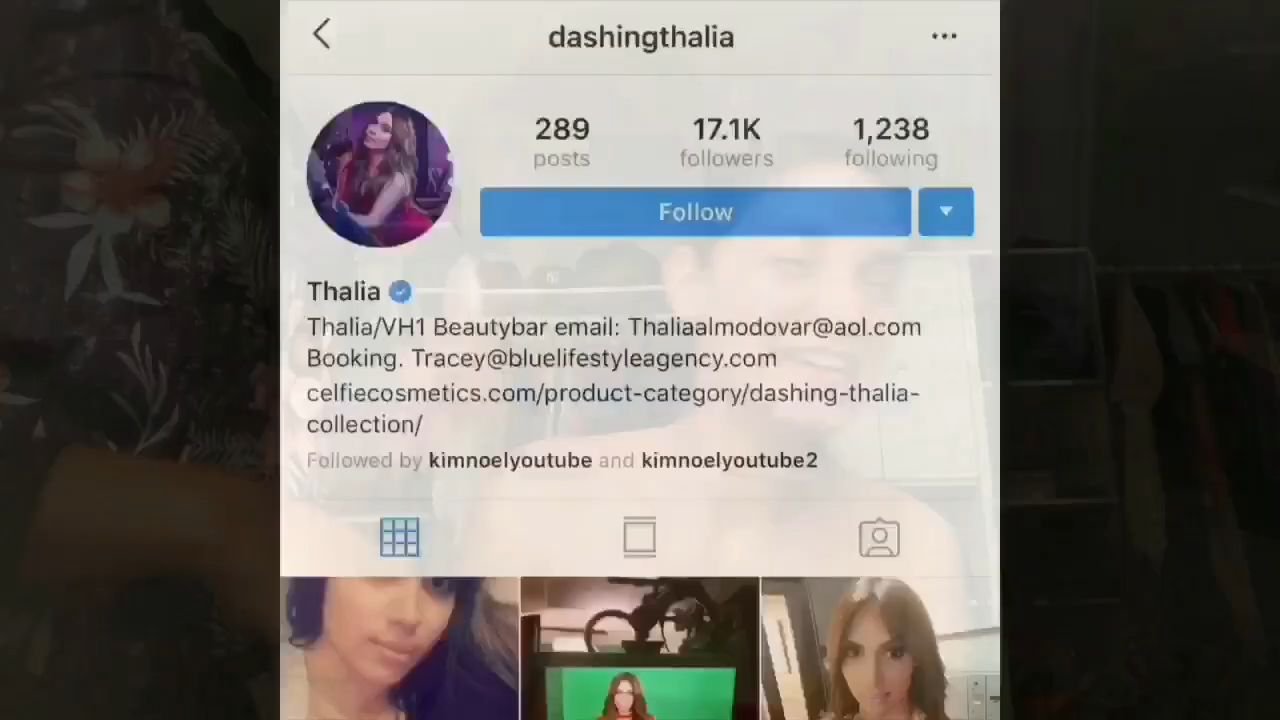 dashingthalia
289 17.1K 1,238
posts followers following
Follow
Thalia
Thalia/VH1 Beautybar email: Thaliaalmodovar@aol.com
Booking. Tracey@bluelifestyleagency.com
celfiecosmetics.com/product-category/dashing-thalia-
collection/
Followed by kimnoelyoutube and kimnoelyoutube2